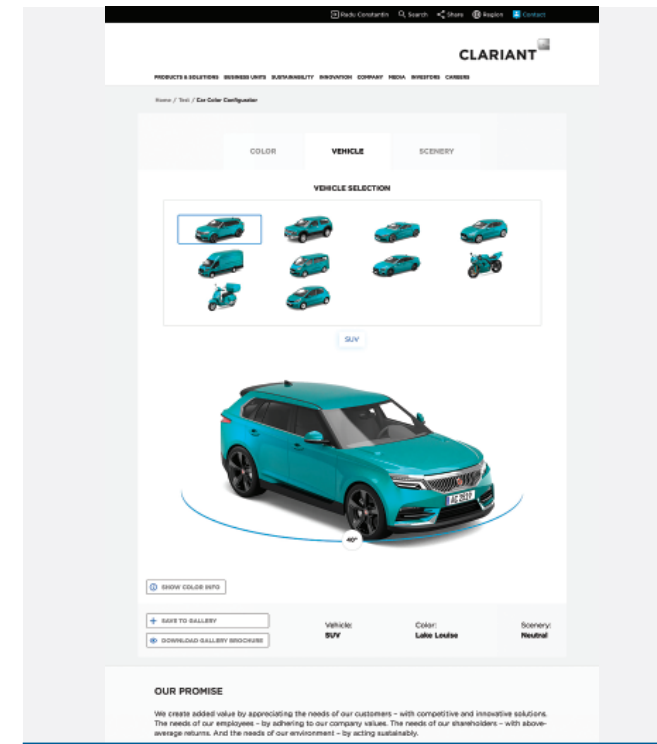 Radu Constantin Search Share Region Contact
CLARIANT
PRODUCTS & SOLUTIONS BUSINESS UNITS SUSTAINABILITY INNOVATION COMPANY MEDIA INVESTORS CAREERS
Home / Test / Car Color Configurator
COLOR VEHICLE SCENERY
VEHICLE SELECTION
SUV
40°
SHOW COLOR INFO
SAVE TO GALLERY
DOWNLOAD GALLERY BROCHURE
Vehicle: Color: Scenery:
SUV Lake Louise Neutral
OUR PROMISE
We create added value by appreciating the needs of our customers – with competitive and innovative solutions.
The needs of our employees – by adhering to our company values. The needs of our shareholders – with above-
average returns. And the needs of our environment – by acting sustainably.